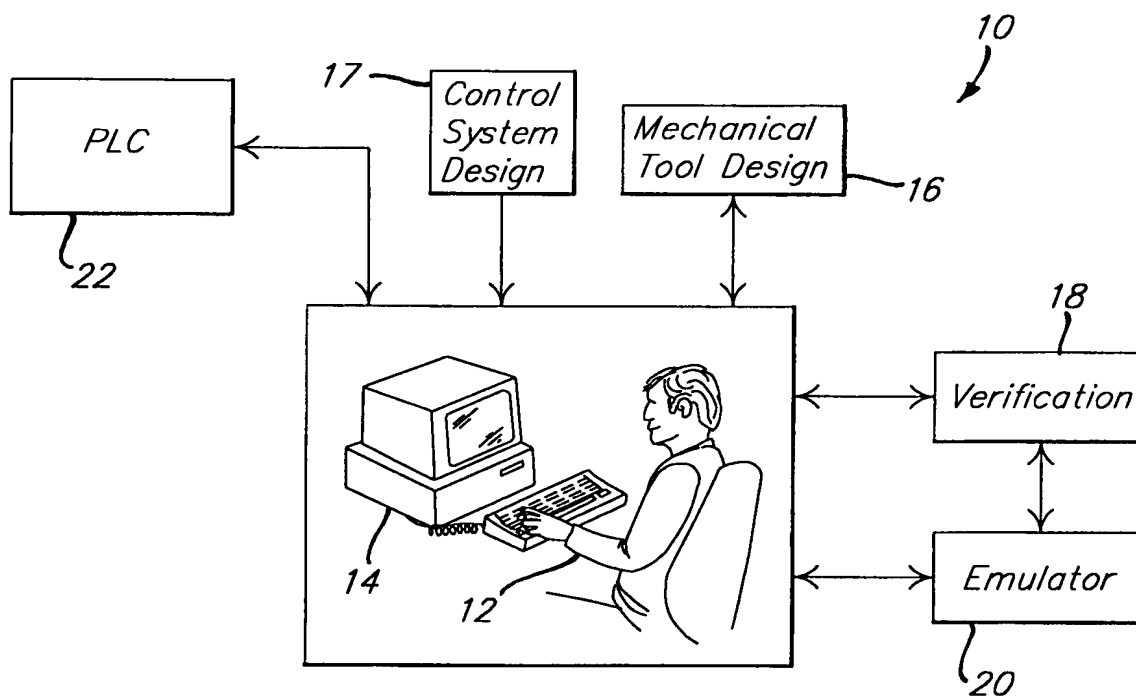 10
17
Control
System
Design
PLC
Mechanical
Tool Design
16
22
18
Verification
14
12
Emulator
20